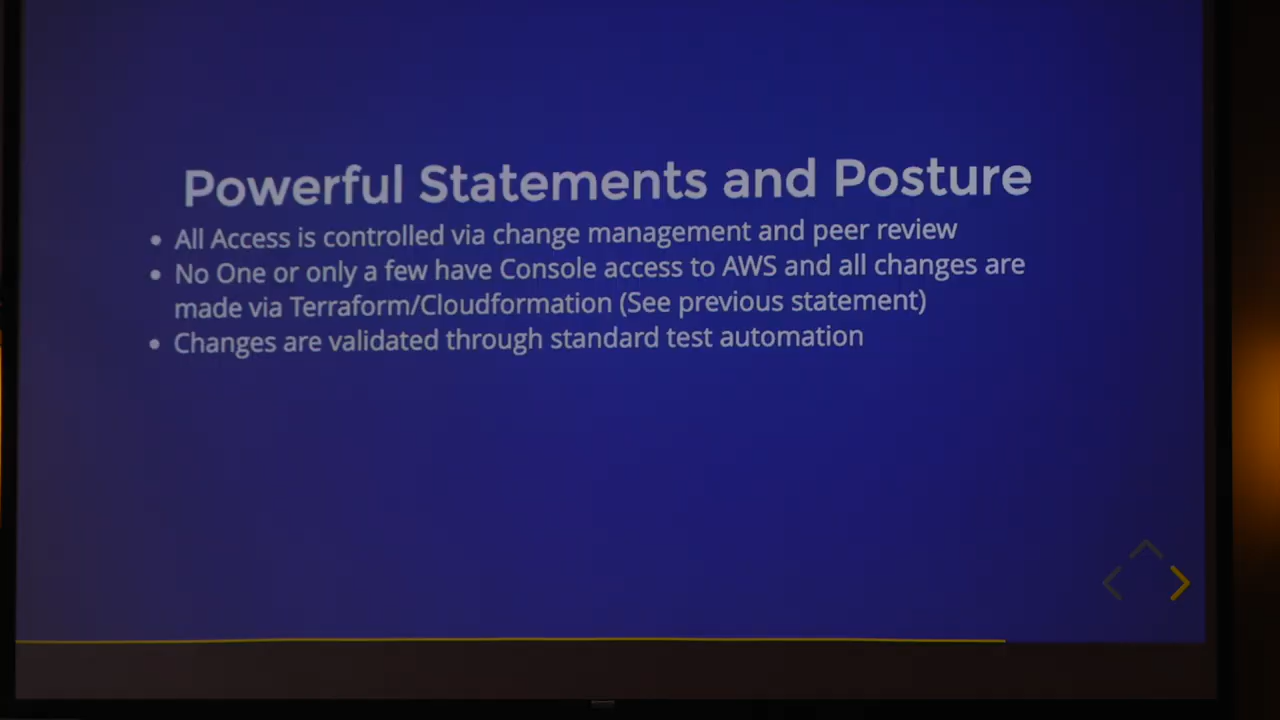 Powerful Statements and Posture
• All Access is controlled via change management and peer review
• No One or only a few have Console access to AWS and all changes are
made via Terraform/Cloudformation (See previous statement)
• Changes are validated through standard test automation